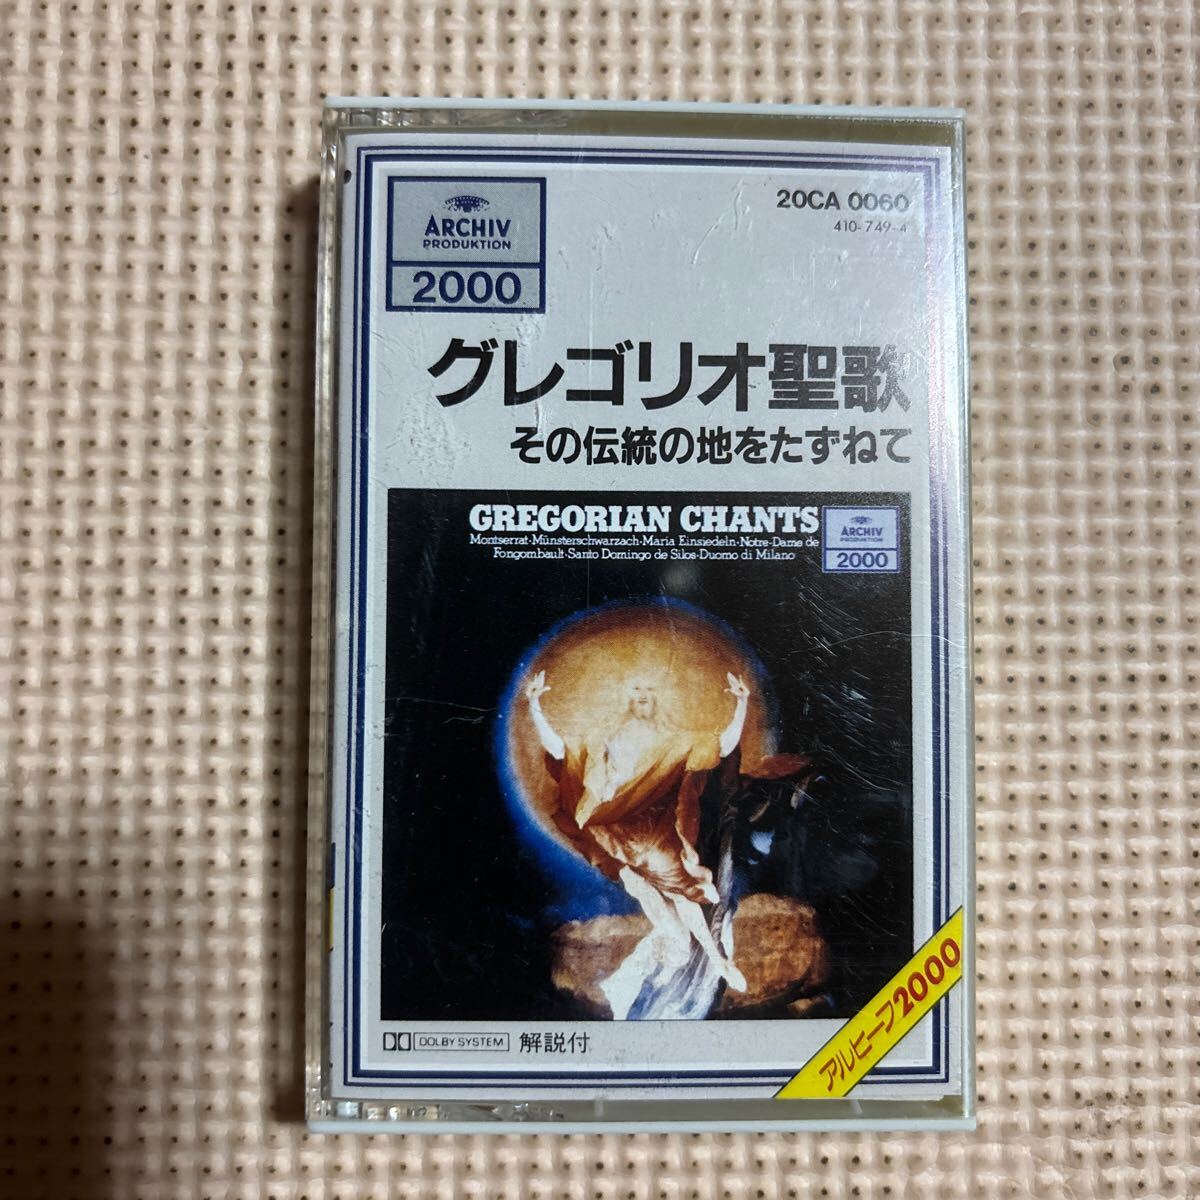 ARCHIV
PRODUKTION
2000
20CA 0060
410-749-4
グレゴリオ聖歌
その伝統の地をたずねて
GREGORIAN CHANTS
Montserrat·Münsterschwarzach·Maria Einsiedeln·Notre-Dame de
Fongombault·Santo Domingo de Silos·Duomo di Milano
ARCHIV
PRODUKTION
2000
DOLBY SYSTEM
解説付
アルヒーフ2000